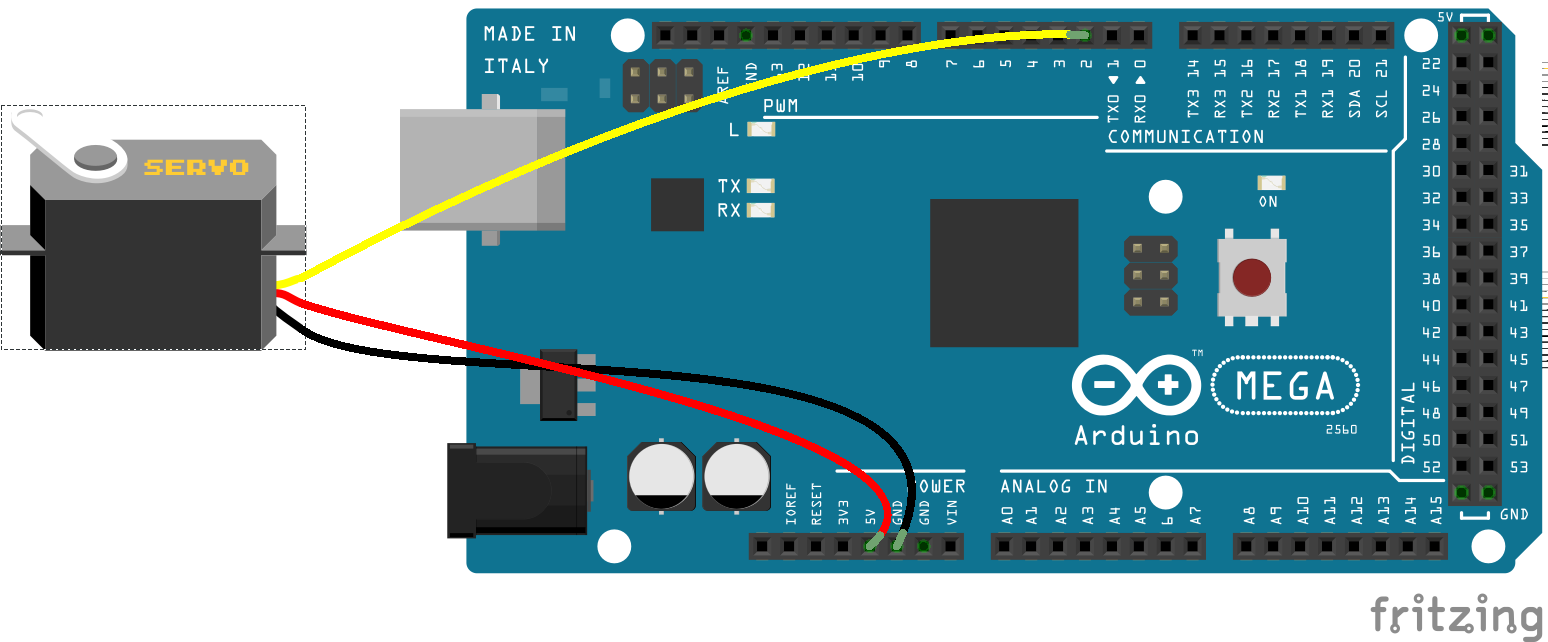 MADE IN
ITALY
SERVO
AREF
GND
13
12
11
10
9
8
7
6
5
4
3
2
TX0 1
RX0 0
TX3 14
RX3 15
TX2 16
RX2 17
TX1 18
RX1 19
SDA 20
SCL 21
5V
PWM
COMMUNICATION
L
TX
RX
ON
22
24
26
28
30 31
32 33
34 35
36 37
38 39
40 41
42 43
44 45
46 47
48 49
50 51
52 53
DIGITAL
TM
MEGA
2560
Arduino
POWER
ANALOG IN
IOREF
RESET
3V3
5V
GND
GND
VIN
A0
A1
A2
A3
A4
A5
6
A7
A8
A9
A10
A11
A12
A13
A14
A15
GND
fritzing